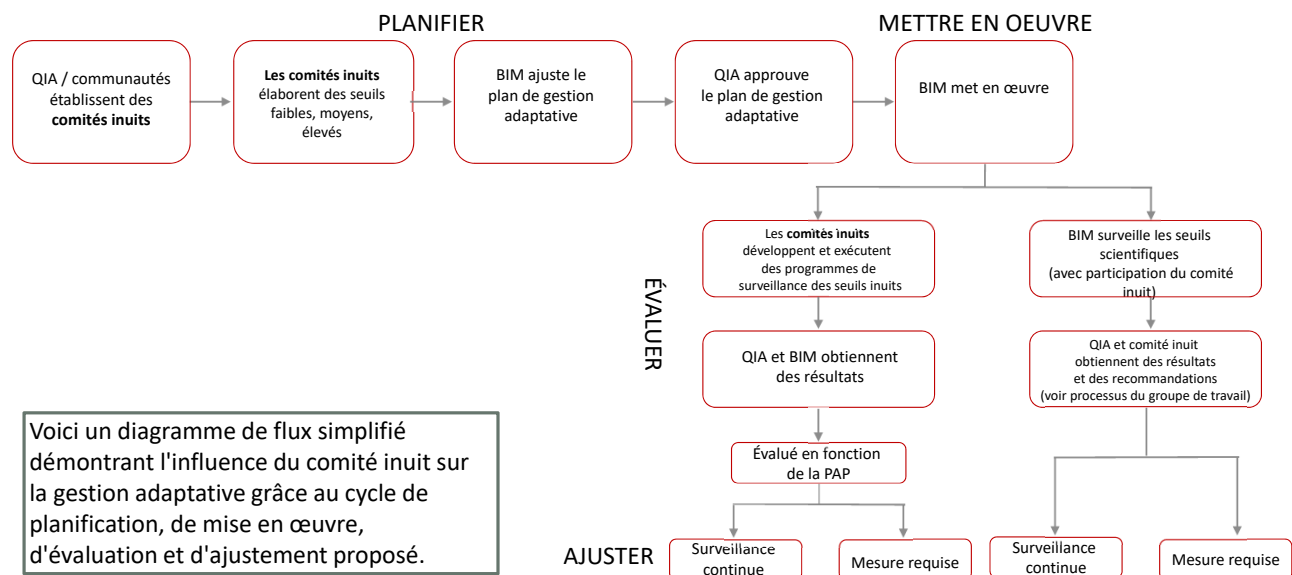 PLANIFIER
METTRE EN OEUVRE
QIA / communautés
établissent des
comités inuits
Les comités inuits
élaborent des seuils
faibles, moyens,
élevés
BIM ajuste le
plan de gestion
adaptative
QIA approuve
le plan de gestion
adaptative
BIM met en œuvre
ÉVALUER
Les comités inuits
développent et exécutent
des programmes de
surveillance des seuils inuits
BIM surveille les seuils
scientifiques
(avec participation du comité
inuit)
QIA et BIM obtiennent
des résultats
QIA et comité inuit
obtiennent des résultats
et des recommandations
(voir processus du groupe de travail)
Évalué en fonction
de la PAP
Voici un diagramme de flux simplifié
démontrant l'influence du comité inuit sur
la gestion adaptative grâce au cycle de
planification, de mise en œuvre,
d'évaluation et d'ajustement proposé.
AJUSTER
Surveillance
continue
Mesure requise
Surveillance
continue
Mesure requise